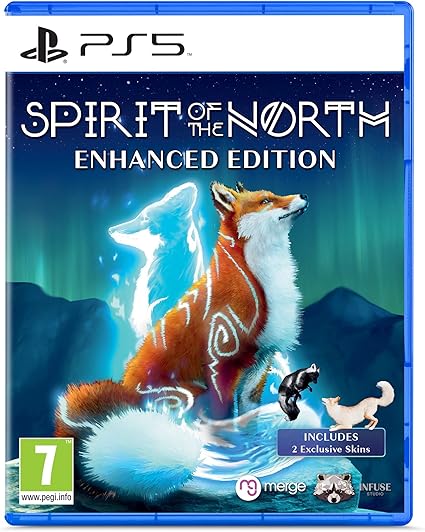 PS5
SPIRIT OF THE NORTH
ENHANCED EDITION
INCLUDES
2 Exclusive Skins
7
www.pegi.info
merge
INFUSE
STUDIO